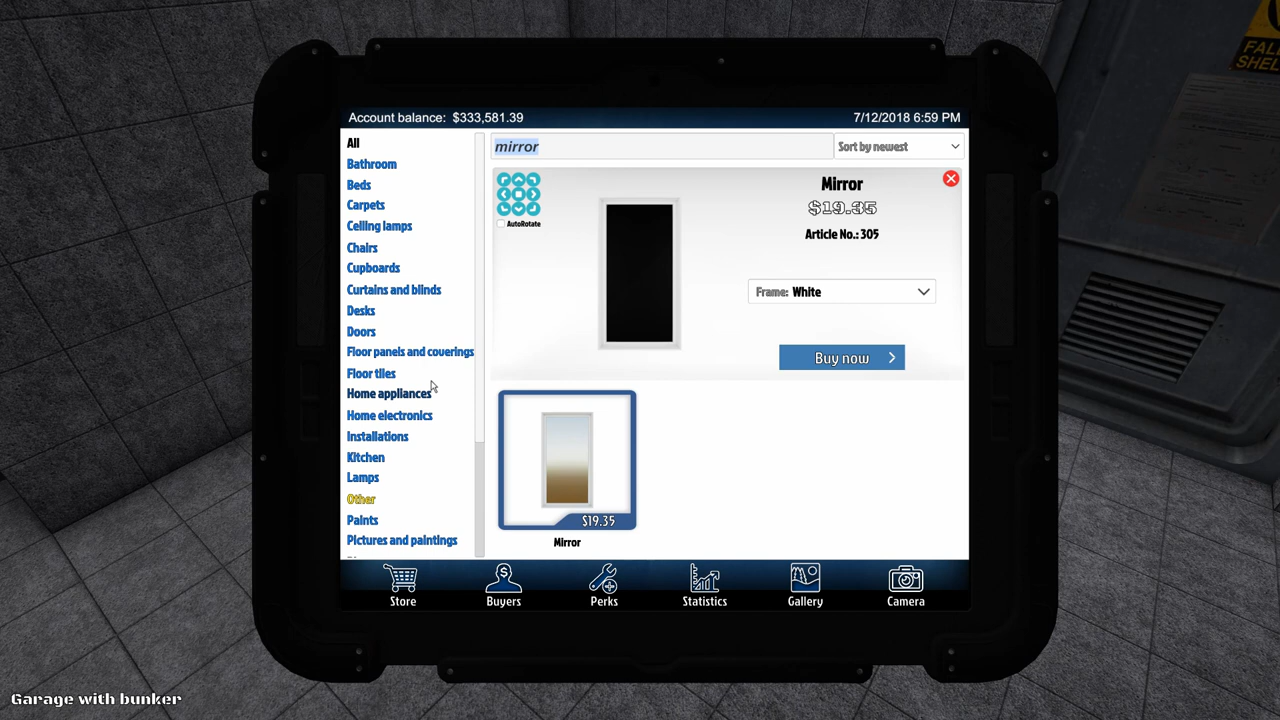 FALL
SHEL
Account balance: $333,581.39
7/12/2018 6:59 PM
All
Bathroom
Beds
Carpets
Ceiling lamps
Chairs
Cupboards
Curtains and blinds
Desks
Doors
Floor panels and coverings
Floor tiles
Home appliances
Home electronics
Installations
Kitchen
Lamps
Other
Paints
Pictures and paintings
mirror
Sort by newest
AutoRotate
Mirror
$19.35
Article No.: 305
Frame: White
Buy now
$19.35
Mirror
Store
Buyers
Perks
Statistics
Gallery
Camera
Garage with bunker